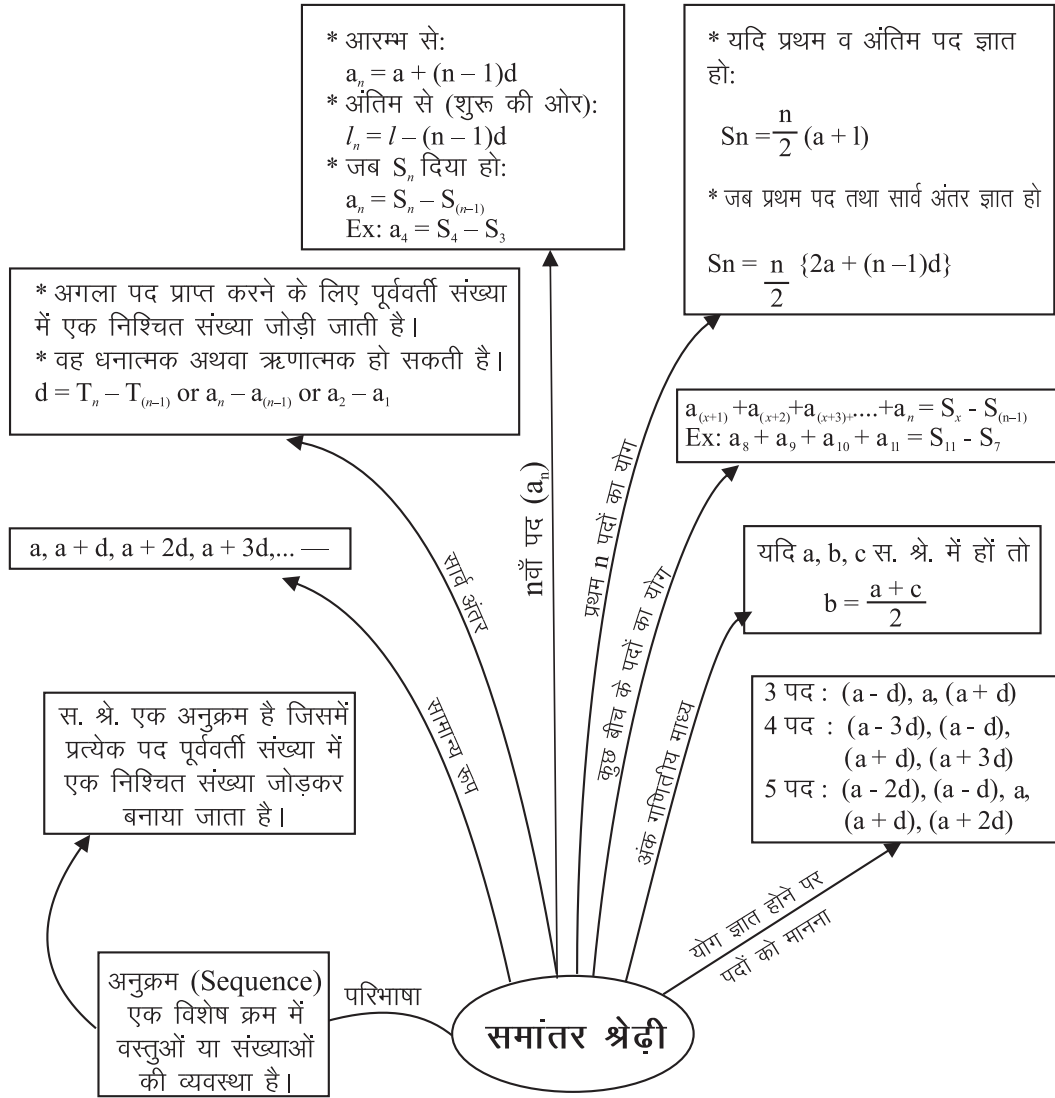 * आरम्भ से:
aₙ = a + (n – 1)d
* अंतिम से (शुरू की ओर):
lₙ = l – (n – 1)d
* जब Sₙ दिया हो:
aₙ = Sₙ – S₍ₙ₋₁₎
Ex: a₄ = S₄ – S₃
* यदि प्रथम व अंतिम पद ज्ञात
हो:
Sn = n/2 (a + l)
* जब प्रथम पद तथा सार्व अंतर ज्ञात हो
Sn = n/2 {2a + (n –1)d}
* अगला पद प्राप्त करने के लिए पूर्ववर्ती संख्या
में एक निश्चित संख्या जोड़ी जाती है।
* वह धनात्मक अथवा ऋणात्मक हो सकती है।
d = Tₙ – T₍ₙ₋₁₎ or aₙ – a₍ₙ₋₁₎ or a₂ – a₁
a₍ₓ₊₁₎ +a₍ₓ₊₂₎+a₍ₓ₊₃₎₊....+aₙ = Sₓ - S₍ₙ₋₁₎
Ex: a₈ + a₉ + a₁₀ + a₁₁ = S₁₁ - S₇
a, a + d, a + 2d, a + 3d,... —
यदि a, b, c स. श्रे. में हों तो
b = (a + c)/2
स. श्रे. एक अनुक्रम है जिसमें
प्रत्येक पद पूर्ववर्ती संख्या में
एक निश्चित संख्या जोड़कर
बनाया जाता है।
3 पद : (a - d), a, (a + d)
4 पद : (a - 3d), (a - d),
(a + d), (a + 3d)
5 पद : (a - 2d), (a - d), a,
(a + d), (a + 2d)
अनुक्रम (Sequence)
एक विशेष क्रम में
वस्तुओं या संख्याओं
की व्यवस्था है।
परिभाषा
सामान्य रूप
सार्व अंतर
nवाँ पद (aₙ)
प्रथम n पदों का योग
कुछ बीच के पदों का योग
अंक गणितीय माध्य
योग ज्ञात होने पर
पदों को मानना
समांतर श्रेढ़ी